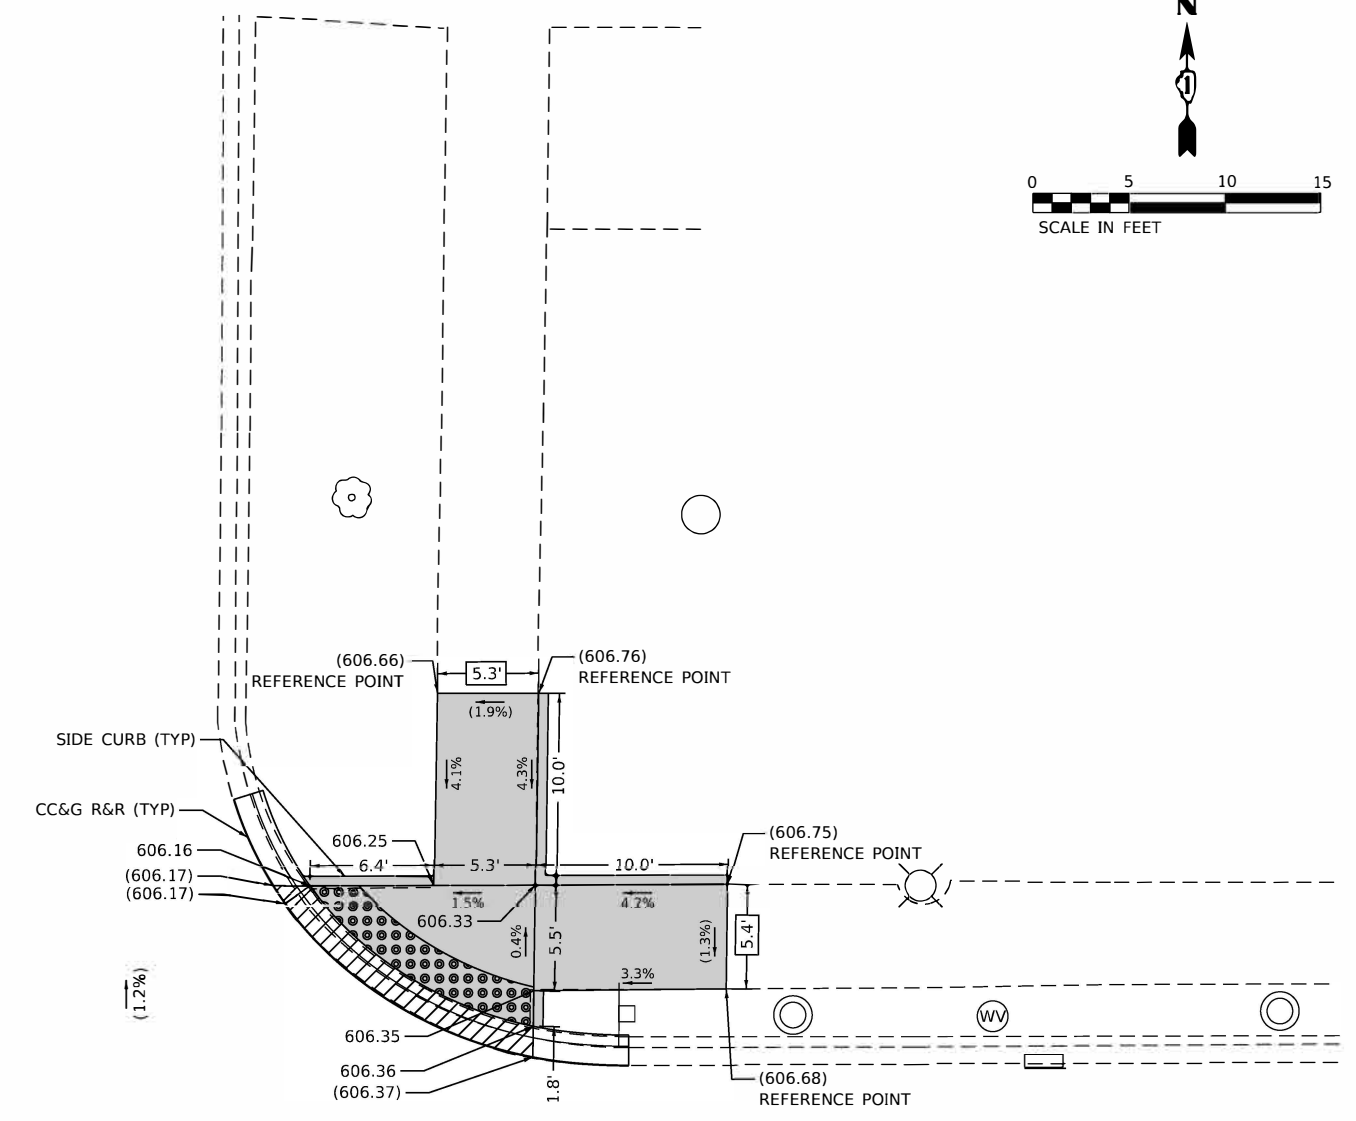 N
1
0 5 10 15
SCALE IN FEET
(606.66)
REFERENCE POINT
5.3'
(606.76)
REFERENCE POINT
(1.9%)
SIDE CURB (TYP)
4.1%
4.3%
10.0'
CC&G R&R (TYP)
606.25
606.16
6.4' 5.3' 10.0'
(606.75)
REFERENCE POINT
(606.17)
(606.17)
1.5%
4.2%
606.33
0.4%
5.5'
(1.3%)
5.4'
3.3%
(1.2%)
WV
606.35
606.36
(606.37)
1.8'
(606.68)
REFERENCE POINT